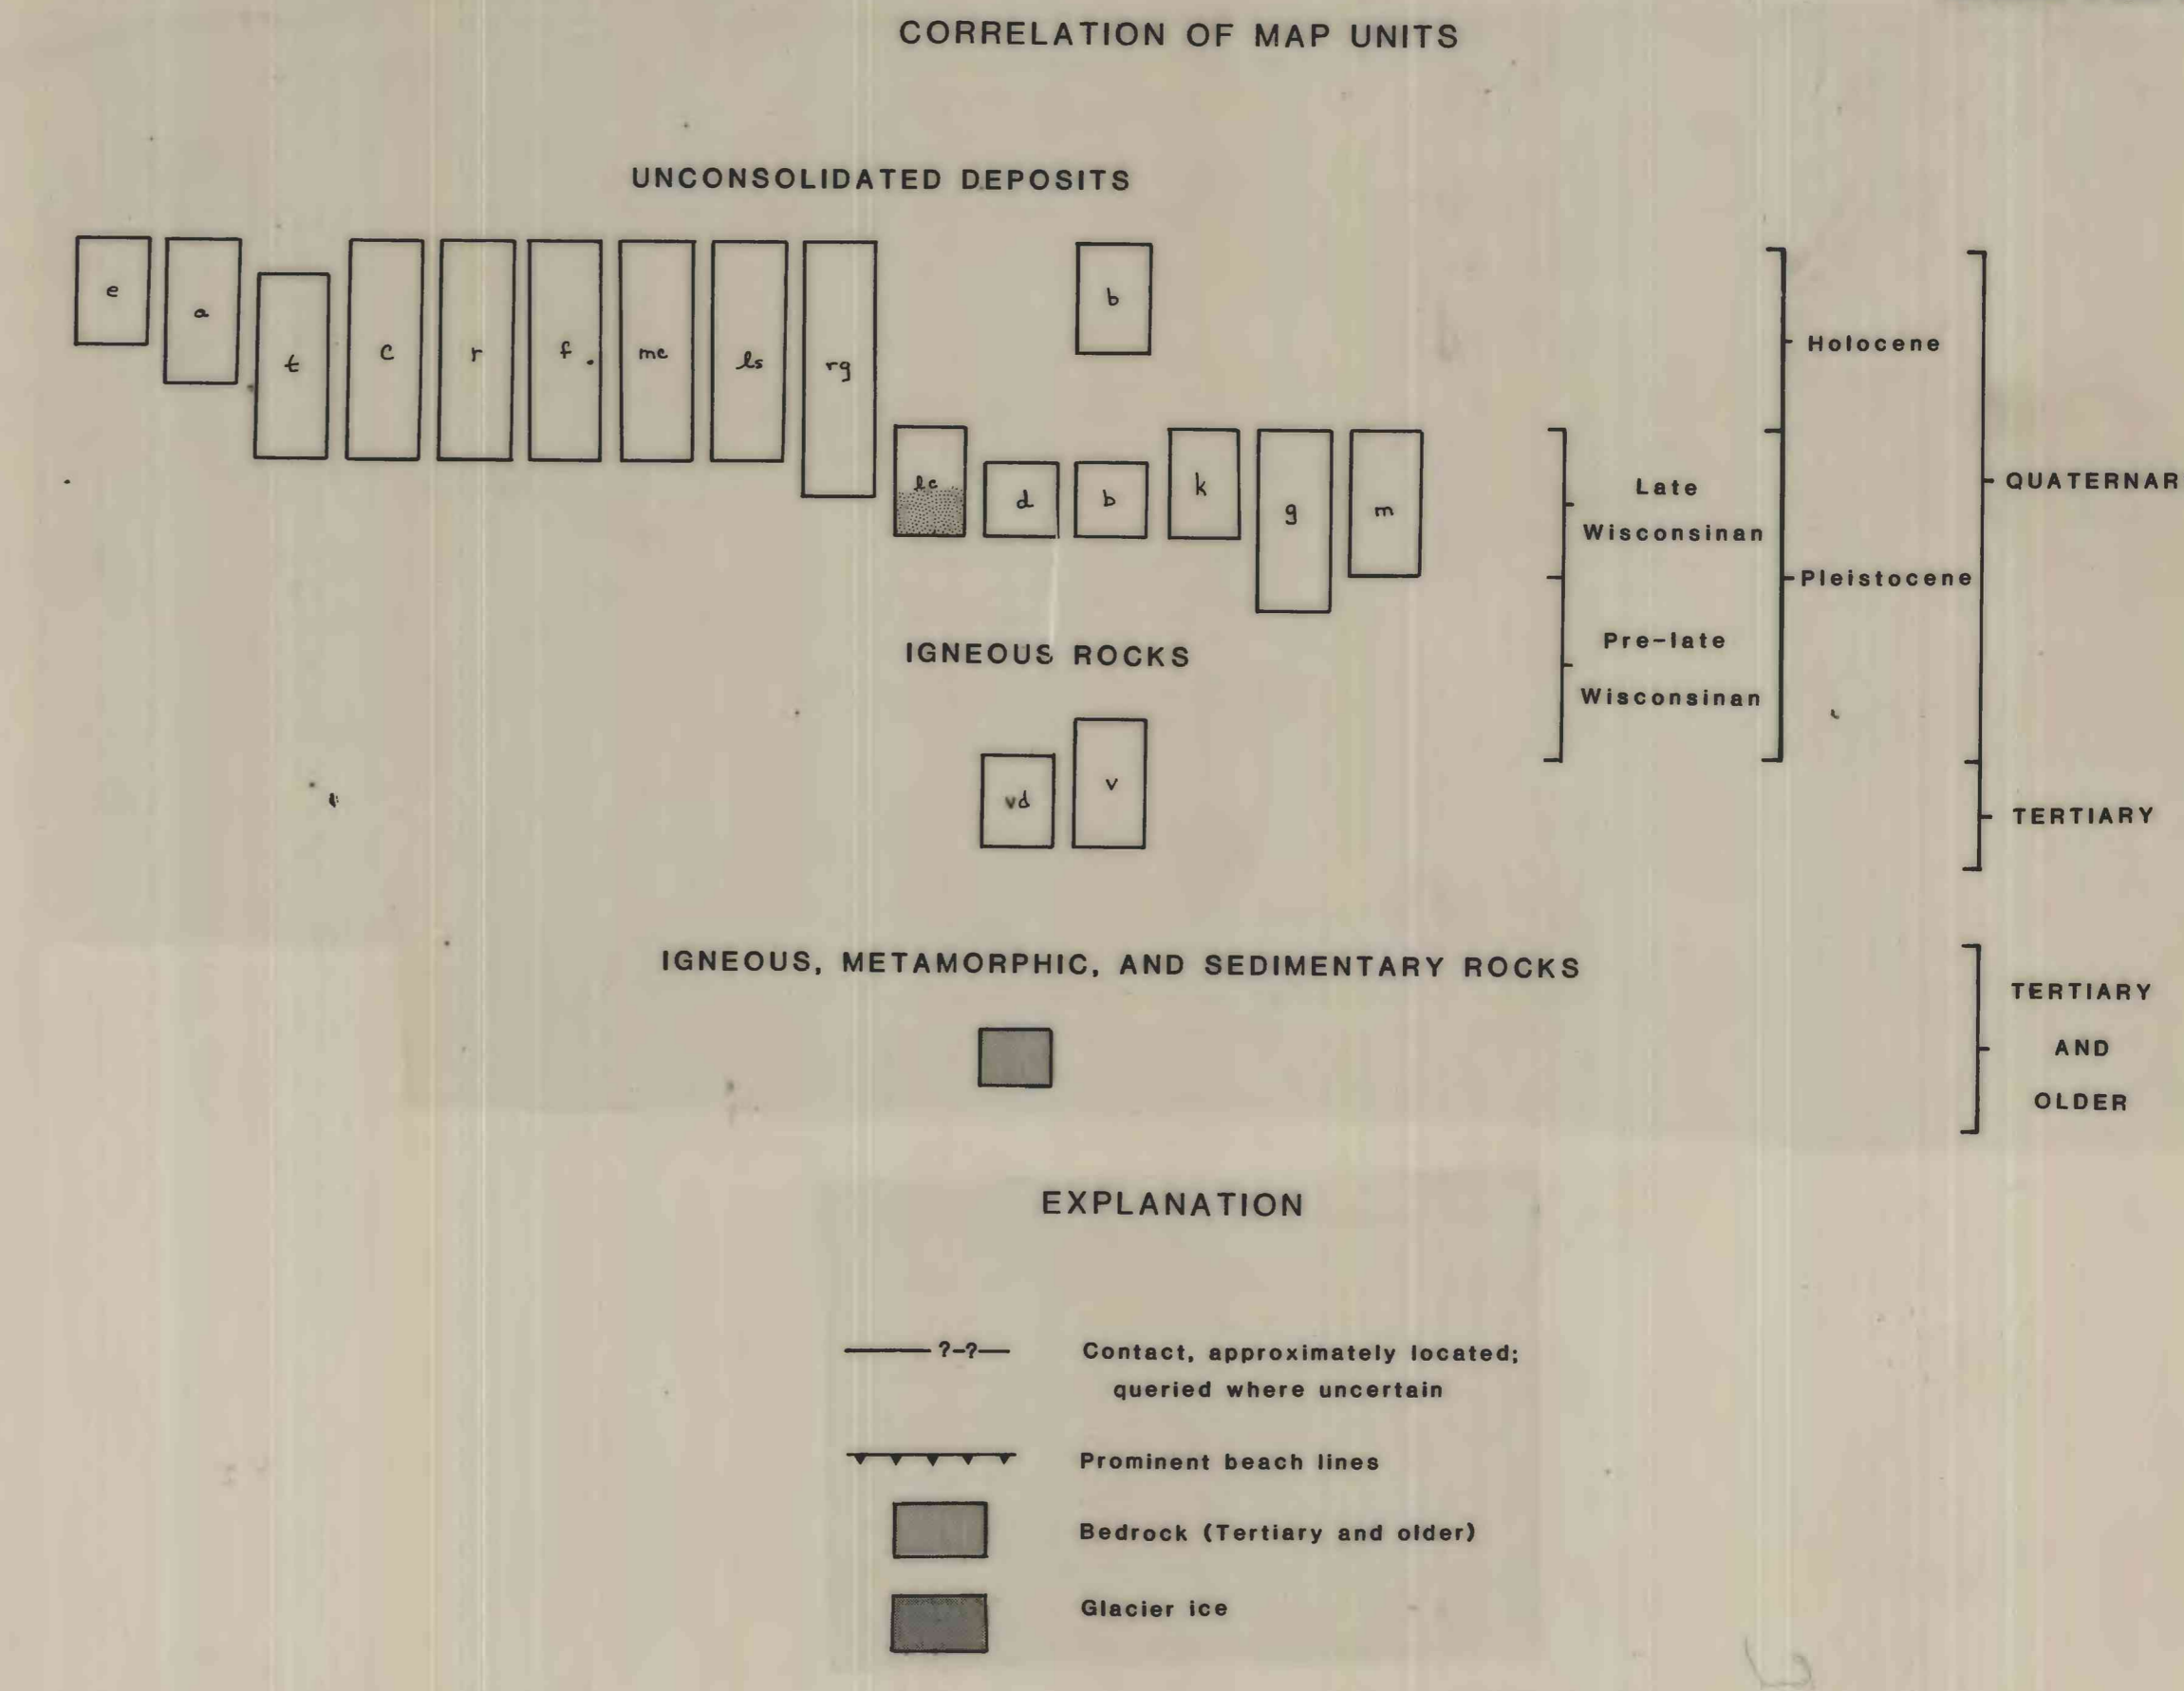 CORRELATION OF MAP UNITS
UNCONSOLIDATED DEPOSITS
e
a
t
c
r
f
mc
ls
rg
b
lc
d
b
k
g
m
Holocene
Late
Wisconsinan
Pleistocene
Pre-late
Wisconsinan
QUATERNAR
TERTIARY
IGNEOUS ROCKS
vd
v
IGNEOUS, METAMORPHIC, AND SEDIMENTARY ROCKS
TERTIARY
AND
OLDER
EXPLANATION
?-?
Contact, approximately located;
queried where uncertain
Prominent beach lines
Bedrock (Tertiary and older)
Glacier ice